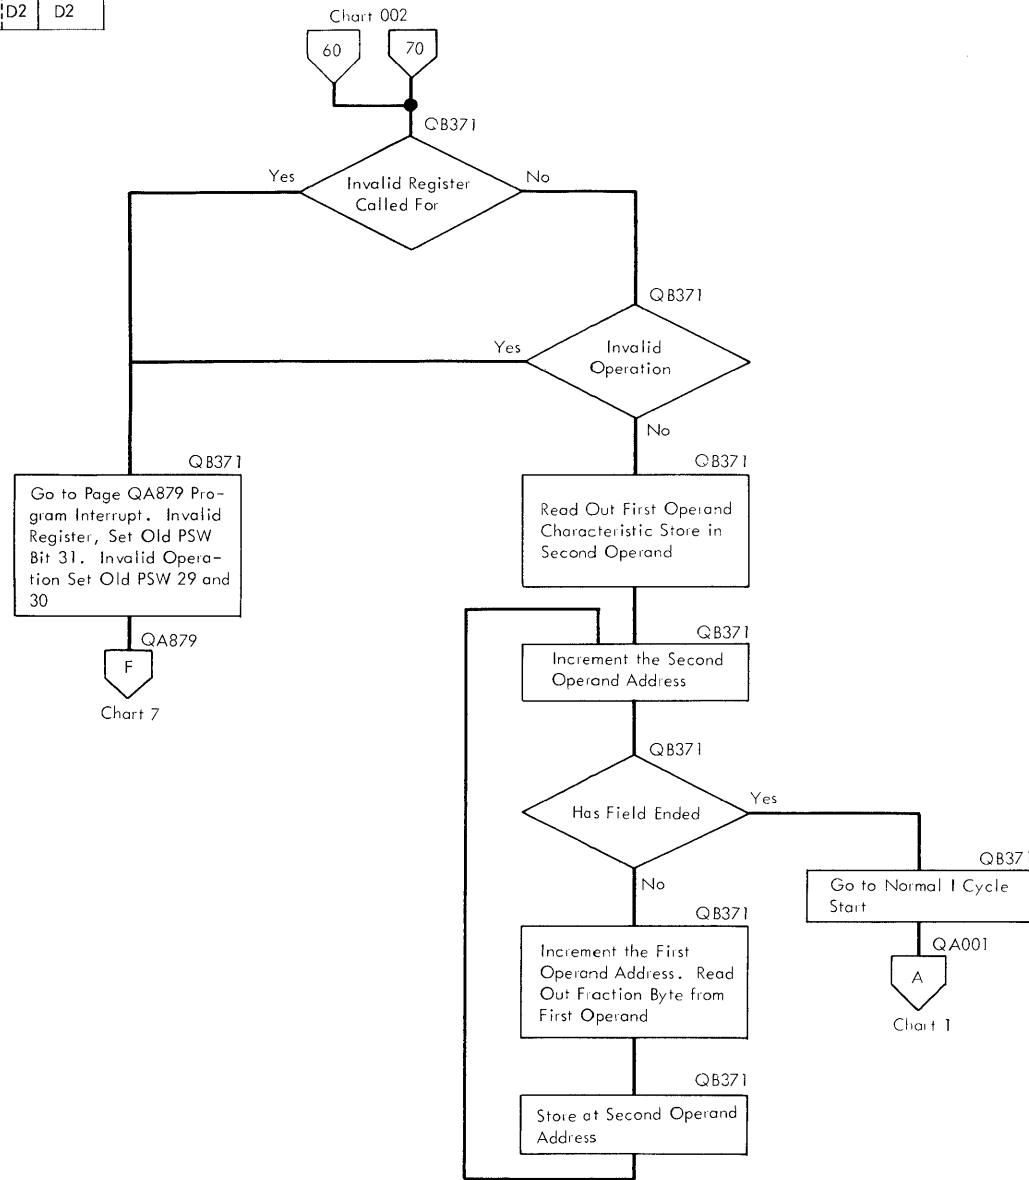 D2 D2
Chart 002
60 70
QB371
Yes
Invalid Register
Called For
No
QB371
Yes
Invalid
Operation
No
QB371
Go to Page QA879 Pro-
gram Interrupt. Invalid
Register, Set Old PSW
Bit 31. Invalid Opera-
tion Set Old PSW 29 and
30
QA879
F
Chart 7
QB371
Read Out First Operand
Characteristic Store in
Second Operand
QB371
Increment the Second
Operand Address
QB371
Has Field Ended
Yes
No
QB371
Go to Normal I Cycle
Start
QA001
A
Chart 1
QB371
Increment the First
Operand Address. Read
Out Fraction Byte from
First Operand
QB371
Store at Second Operand
Address